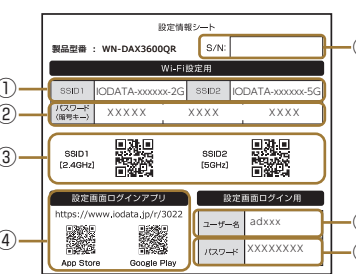 設定情報シート
製品型番 : WN-DAX3600QR S/N:
Wi-Fi設定用
① SSID1 IODATA-xxxxxx-2G SSID2 IODATA-xxxxxx-5G
② パスワード (暗号キー) XXXXX XXXX XXXX
③ SSID1 [2.4GHz] SSID2 [5GHz]
設定画面ログインアプリ 設定画面ログイン用
https://www.iodata.jp/r/3022
ユーザー名 adxxx
④ パスワード XXXXXXXX
App Store Google Play